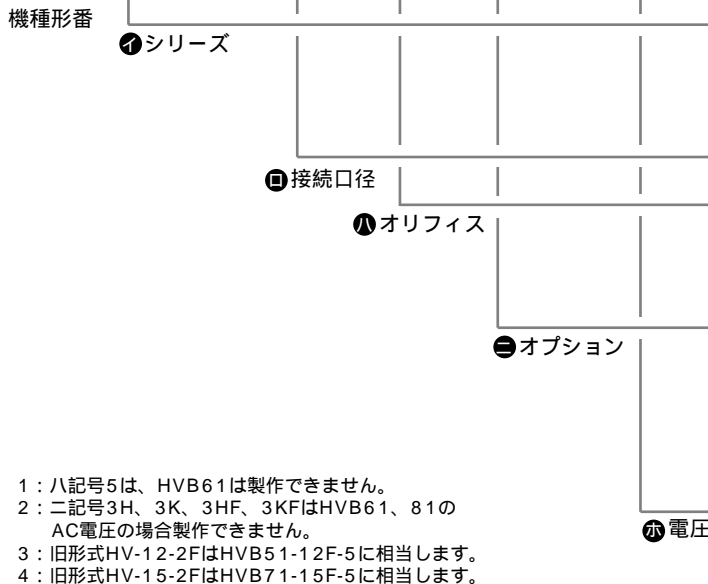 機種形番
イシリーズ
ロ接続口径
ハオリフィス
ニオプション
ホ電圧
1：ハ記号5は、HVB61は製作できません。
2：ニ記号3H、3K、3HF、3KFはHVB61、81の
AC電圧の場合製作できません。
3：旧形式HV-12-2FはHVB51-12F-5に相当します。
4：旧形式HV-15-2FはHVB71-15F-5に相当します。